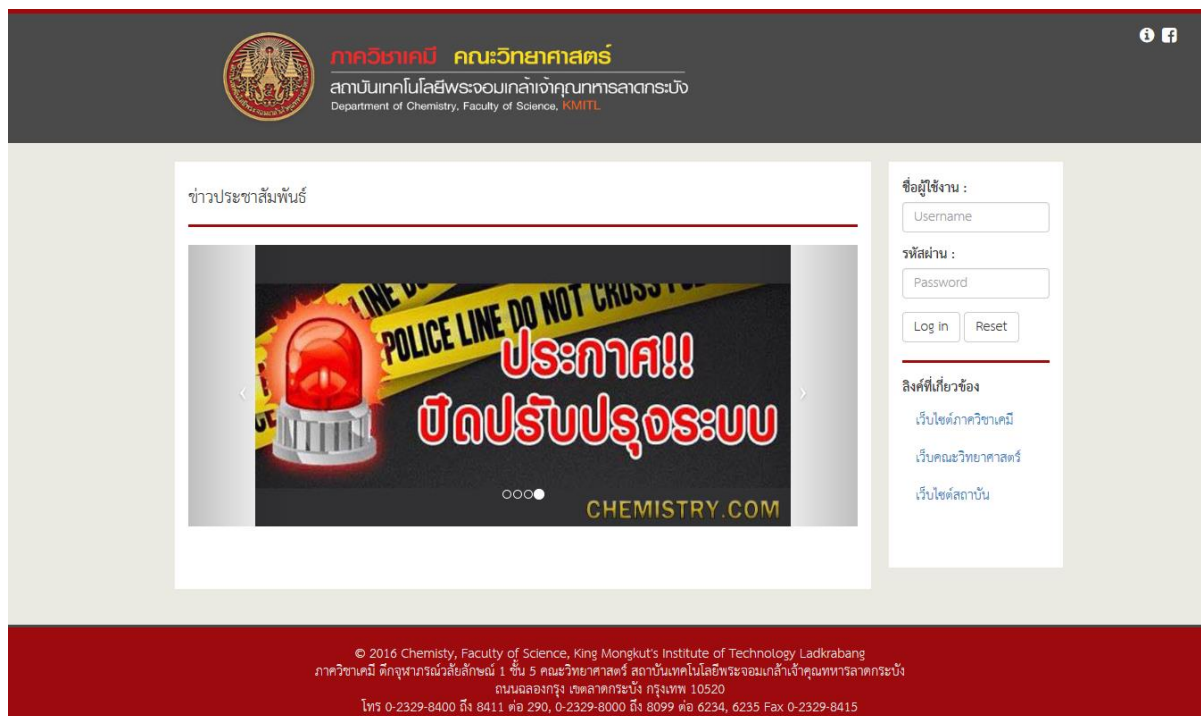 ภาควิชาเคมี คณะวิทยาศาสตร์
สถาบันเทคโนโลยีพระจอมเกล้าเจ้าคุณทหารลาดกระบัง
Department of Chemistry, Faculty of Science, KMITL
ข่าวประชาสัมพันธ์
POLICE LINE DO NOT CROSS
ประกาศ!!
ปิดปรับปรุงระบบ
CHEMISTRY.COM
ชื่อผู้ใช้งาน :
Username
รหัสผ่าน :
Password
Log in Reset
ลิงค์ที่เกี่ยวข้อง
เว็บไซต์ภาควิชาเคมี
เว็บคณะวิทยาศาสตร์
เว็บไซต์สถาบัน
© 2016 Chemisty, Faculty of Science, King Mongkut's Institute of Technology Ladkrabang
ภาควิชาเคมี ตึกจุฬาภรณ์วลัยลักษณ์ 1 ชั้น 5 คณะวิทยาศาสตร์ สถาบันเทคโนโลยีพระจอมเกล้าเจ้าคุณทหารลาดกระบัง
ถนนฉลองกรุง เขตลาดกระบัง กรุงเทพ 10520
โทร 0-2329-8400 ถึง 8411 ต่อ 290, 0-2329-8000 ถึง 8099 ต่อ 6234, 6235 Fax 0-2329-8415